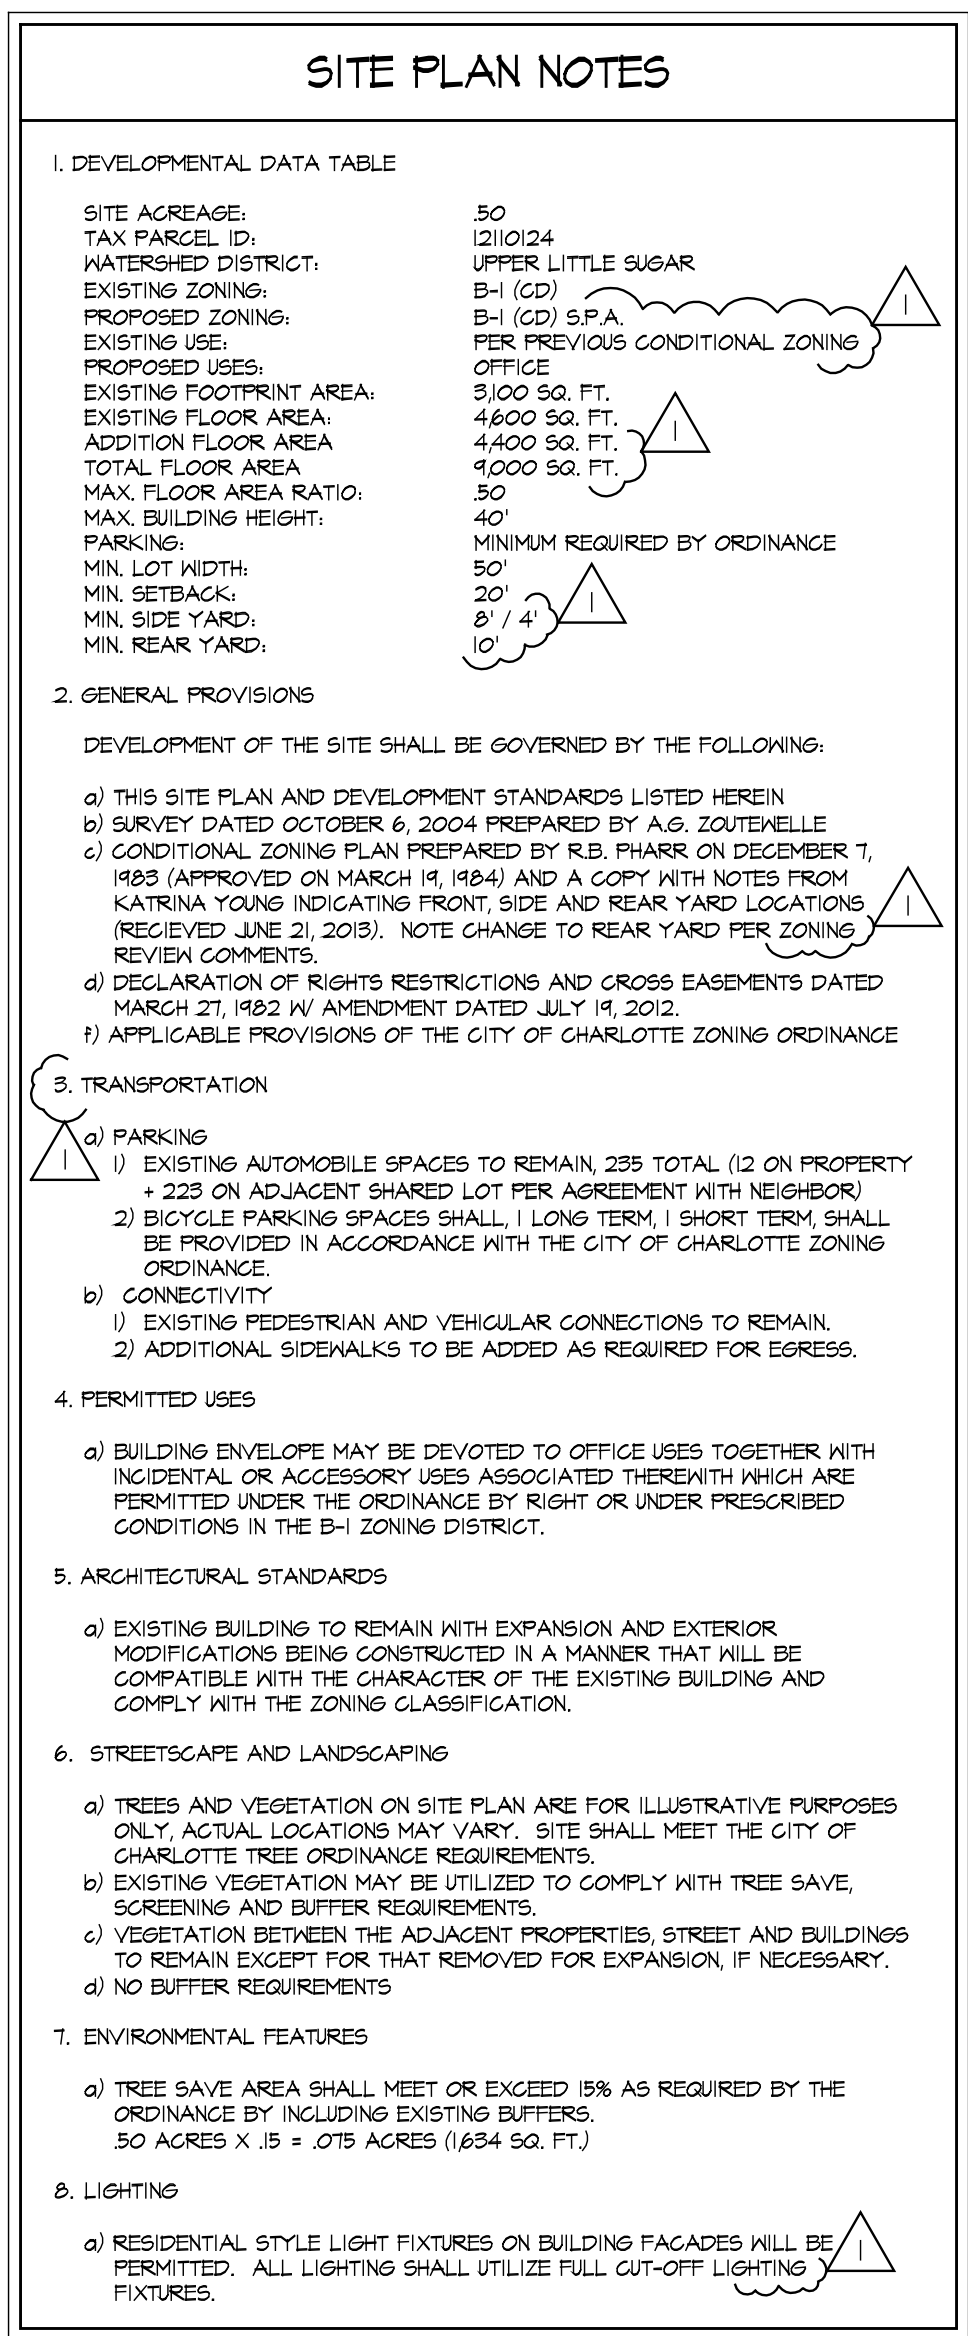 SITE PLAN NOTES
1. DEVELOPMENTAL DATA TABLE
SITE ACREAGE: .50
TAX PARCEL ID: 12110124
WATERSHED DISTRICT: UPPER LITTLE SUGAR
EXISTING ZONING: B-1 (CD)
1
PROPOSED ZONING: B-1 (CD) S.P.A.
EXISTING USE: PER PREVIOUS CONDITIONAL ZONING
PROPOSED USES: OFFICE
EXISTING FOOTPRINT AREA: 3,100 SQ. FT.
EXISTING FLOOR AREA: 4,600 SQ. FT.
1
ADDITION FLOOR AREA 4,400 SQ. FT.
TOTAL FLOOR AREA 9,000 SQ. FT.
MAX. FLOOR AREA RATIO: .50
MAX. BUILDING HEIGHT: 40'
PARKING: MINIMUM REQUIRED BY ORDINANCE
MIN. LOT WIDTH: 50'
MIN. SETBACK: 20'
1
MIN. SIDE YARD: 8' / 4'
MIN. REAR YARD: 10'
2. GENERAL PROVISIONS
DEVELOPMENT OF THE SITE SHALL BE GOVERNED BY THE FOLLOWING:
a) THIS SITE PLAN AND DEVELOPMENT STANDARDS LISTED HEREIN
b) SURVEY DATED OCTOBER 6, 2004 PREPARED BY A.G. ZOUTEWELLE
c) CONDITIONAL ZONING PLAN PREPARED BY R.B. PHARR ON DECEMBER 7,
1983 (APPROVED ON MARCH 19, 1984) AND A COPY WITH NOTES FROM
KATRINA YOUNG INDICATING FRONT, SIDE AND REAR YARD LOCATIONS
1
(RECIEVED JUNE 21, 2013). NOTE CHANGE TO REAR YARD PER ZONING
REVIEW COMMENTS.
d) DECLARATION OF RIGHTS RESTRICTIONS AND CROSS EASEMENTS DATED
MARCH 27, 1982 W/ AMENDMENT DATED JULY 19, 2012.
f) APPLICABLE PROVISIONS OF THE CITY OF CHARLOTTE ZONING ORDINANCE
3. TRANSPORTATION
a) PARKING
1
1) EXISTING AUTOMOBILE SPACES TO REMAIN, 235 TOTAL (12 ON PROPERTY
+ 223 ON ADJACENT SHARED LOT PER AGREEMENT WITH NEIGHBOR)
2) BICYCLE PARKING SPACES SHALL, 1 LONG TERM, 1 SHORT TERM, SHALL
BE PROVIDED IN ACCORDANCE WITH THE CITY OF CHARLOTTE ZONING
ORDINANCE.
b) CONNECTIVITY
1) EXISTING PEDESTRIAN AND VEHICULAR CONNECTIONS TO REMAIN.
2) ADDITIONAL SIDEWALKS TO BE ADDED AS REQUIRED FOR EGRESS.
4. PERMITTED USES
a) BUILDING ENVELOPE MAY BE DEVOTED TO OFFICE USES TOGETHER WITH
INCIDENTAL OR ACCESSORY USES ASSOCIATED THEREWITH WHICH ARE
PERMITTED UNDER THE ORDINANCE BY RIGHT OR UNDER PRESCRIBED
CONDITIONS IN THE B-1 ZONING DISTRICT.
5. ARCHITECTURAL STANDARDS
a) EXISTING BUILDING TO REMAIN WITH EXPANSION AND EXTERIOR
MODIFICATIONS BEING CONSTRUCTED IN A MANNER THAT WILL BE
COMPATIBLE WITH THE CHARACTER OF THE EXISTING BUILDING AND
COMPLY WITH THE ZONING CLASSIFICATION.
6. STREETSCAPE AND LANDSCAPING
a) TREES AND VEGETATION ON SITE PLAN ARE FOR ILLUSTRATIVE PURPOSES
ONLY, ACTUAL LOCATIONS MAY VARY. SITE SHALL MEET THE CITY OF
CHARLOTTE TREE ORDINANCE REQUIREMENTS.
b) EXISTING VEGETATION MAY BE UTILIZED TO COMPLY WITH TREE SAVE,
SCREENING AND BUFFER REQUIREMENTS.
c) VEGETATION BETWEEN THE ADJACENT PROPERTIES, STREET AND BUILDINGS
TO REMAIN EXCEPT FOR THAT REMOVED FOR EXPANSION, IF NECESSARY.
d) NO BUFFER REQUIREMENTS
7. ENVIRONMENTAL FEATURES
a) TREE SAVE AREA SHALL MEET OR EXCEED 15% AS REQUIRED BY THE
ORDINANCE BY INCLUDING EXISTING BUFFERS.
.50 ACRES X .15 = .075 ACRES (1,634 SQ. FT.)
8. LIGHTING
a) RESIDENTIAL STYLE LIGHT FIXTURES ON BUILDING FACADES WILL BE
1
PERMITTED. ALL LIGHTING SHALL UTILIZE FULL CUT-OFF LIGHTING
FIXTURES.